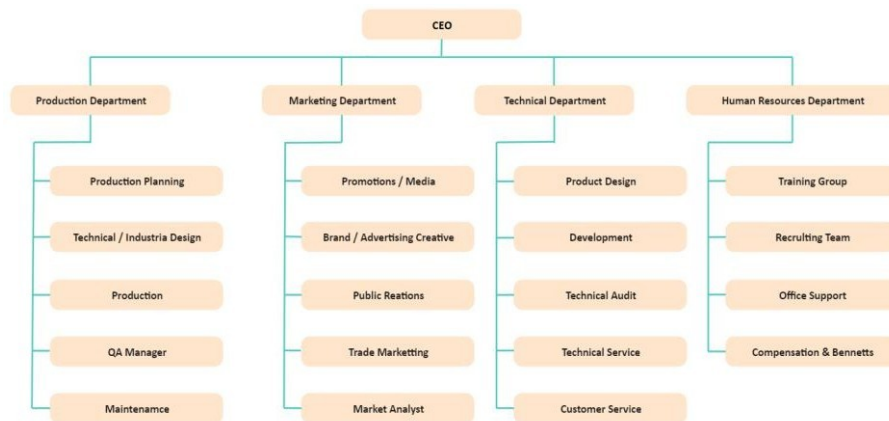 CEO
Production Department
Marketing Department
Technical Department
Human Resources Department
Production Planning
Promotions / Media
Product Design
Training Group
Technical / Industria Design
Brand / Advertising Creative
Development
Recruiting Team
Production
Public Reations
Technical Audit
Office Support
QA Manager
Trade Marketting
Technical Service
Compensation & Bennetts
Maintenamce
Market Analyst
Customer Service